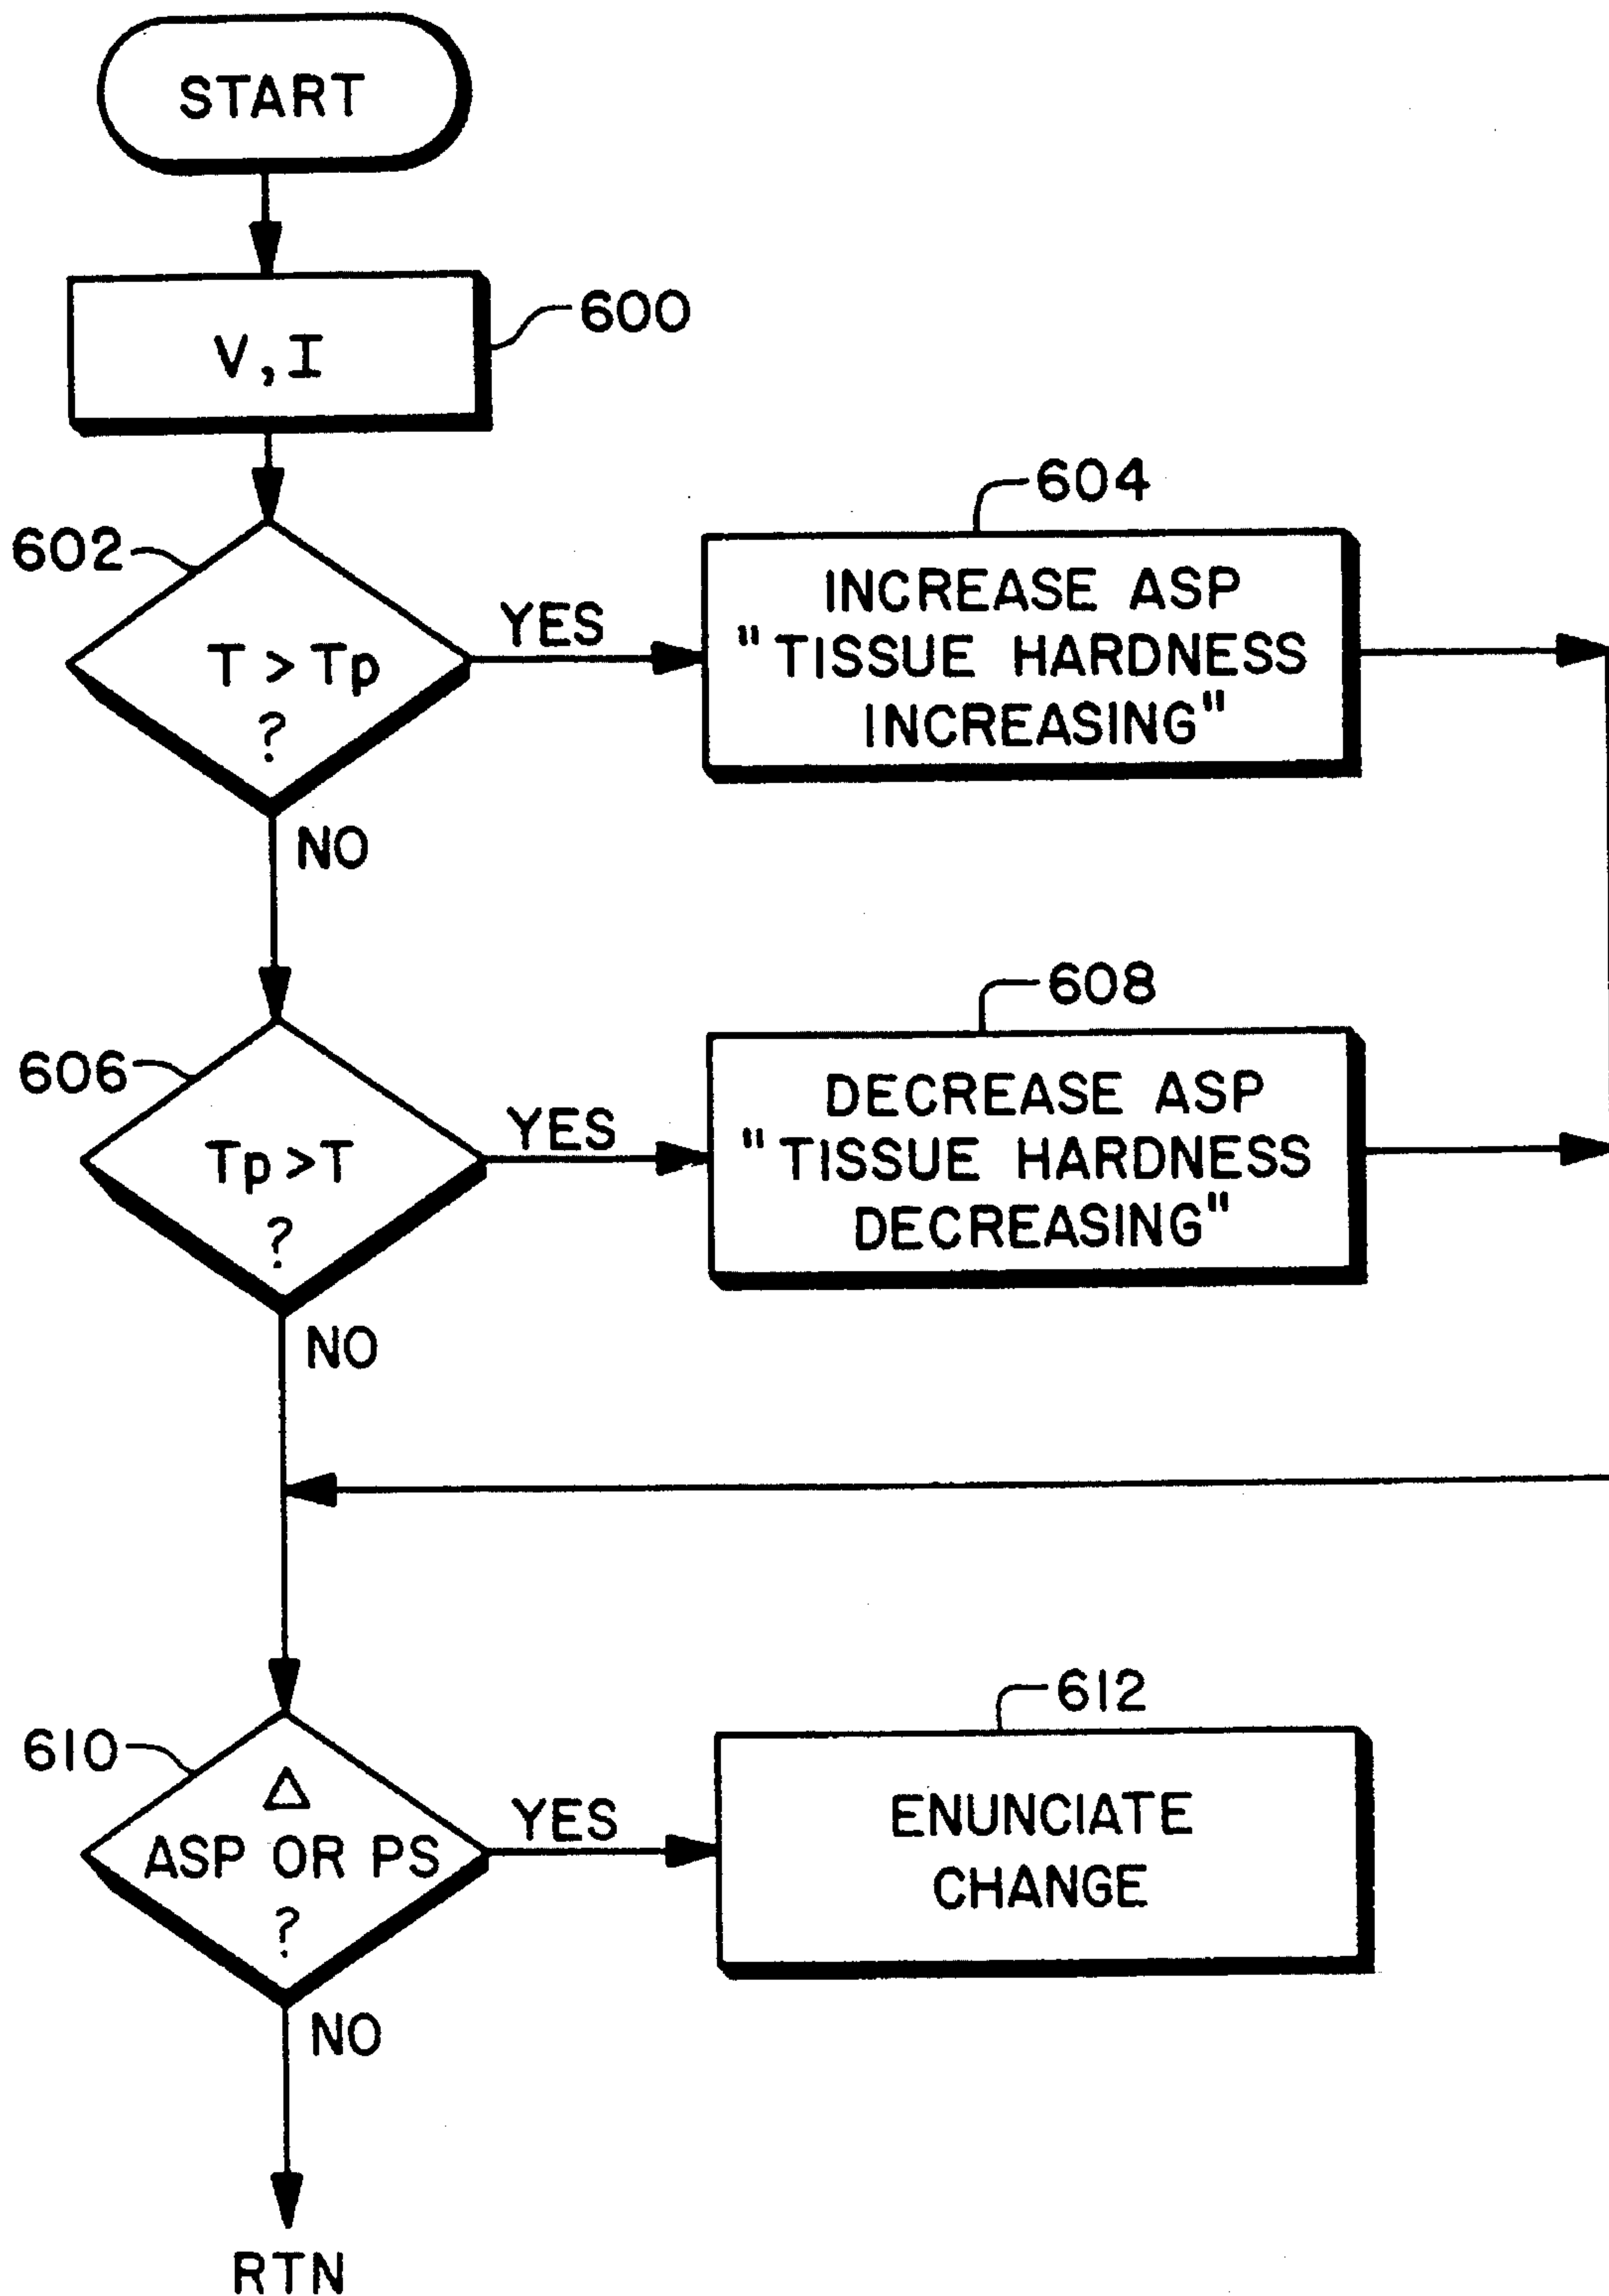 START
V, I
600
602
T > Tp
?
YES
604
INCREASE ASP
"TISSUE HARDNESS
INCREASING"
NO
606
Tp >T
?
YES
608
DECREASE ASP
"TISSUE HARDNESS
DECREASING"
NO
610
Δ
ASP OR PS
?
YES
612
ENUNCIATE
CHANGE
NO
RTN